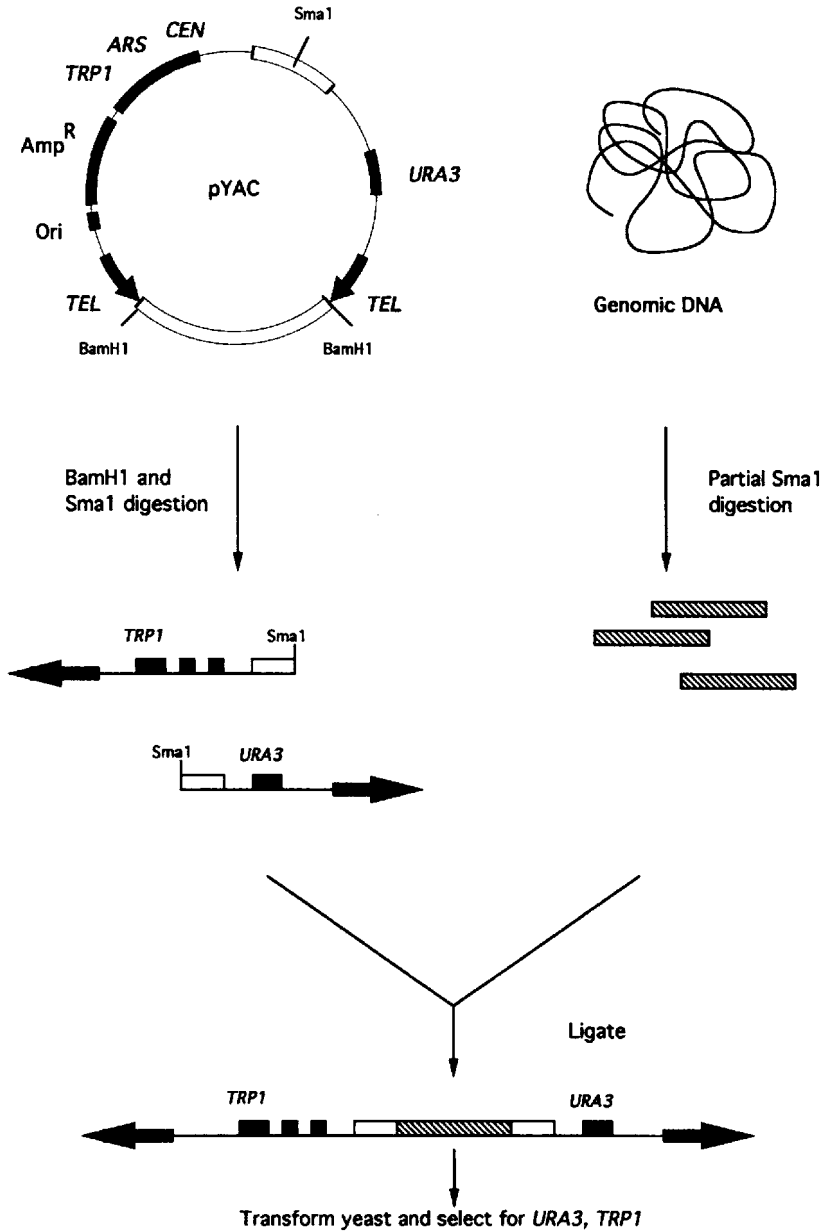 Sma1
CEN
ARS
TRP1
Amp R
pYAC
URA3
Ori
TEL
TEL
BamH1
BamH1
Genomic DNA
BamH1 and
Sma1 digestion
Partial Sma1
digestion
TRP1
Sma1
Sma1
URA3
Ligate
TRP1
URA3
Transform yeast and select for URA3, TRP1